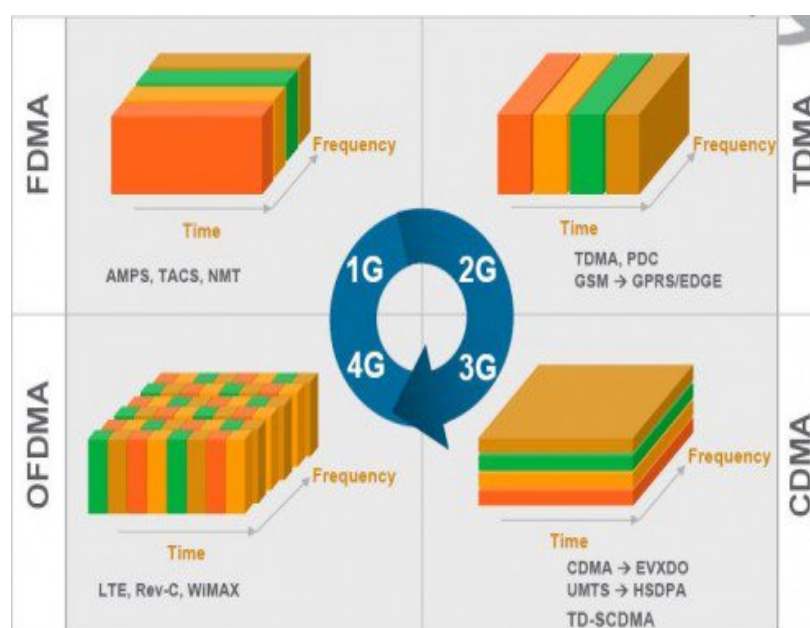 FDMA
Frequency
Time
AMPS, TACS, NMT
TDMA
Frequency
Time
TDMA, PDC
GSM → GPRS/EDGE
1G
2G
4G
3G
OFDMA
Frequency
Time
LTE, Rev-C, WiMAX
CDMA
Frequency
Time
CDMA → EVXDO
UMTS → HSDPA
TD-SCDMA